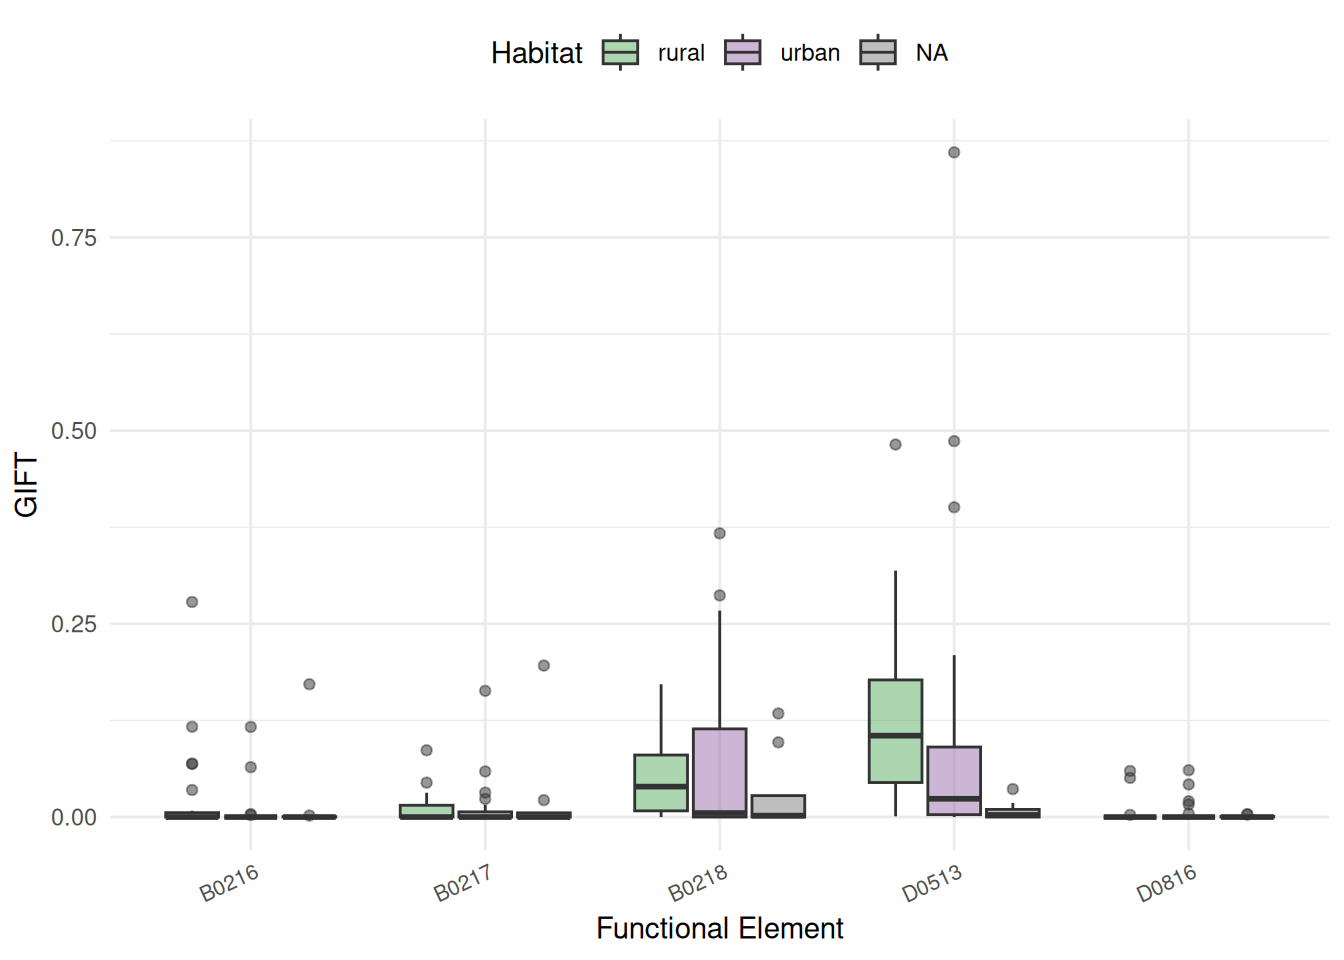 Habitat rural urban NA
0.75
0.50
0.25
0.00
GIFT
B0216 B0217 B0218 D0513 D0816
Functional Element